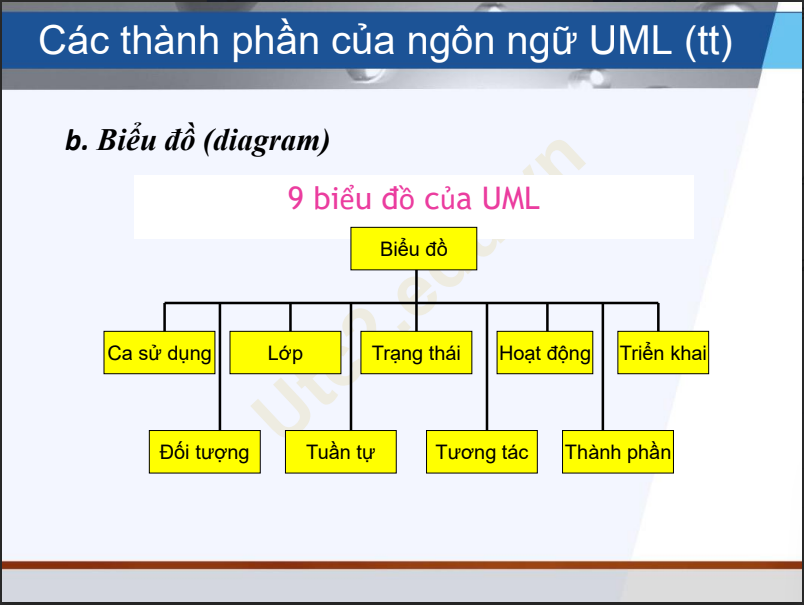 Các thành phần của ngôn ngữ UML (tt)
b. Biểu đồ (diagram)
9 biểu đồ của UML
Biểu đồ
Ca sử dụng
Lớp
Trạng thái
Hoạt động
Triển khai
Đối tượng
Tuần tự
Tương tác
Thành phần